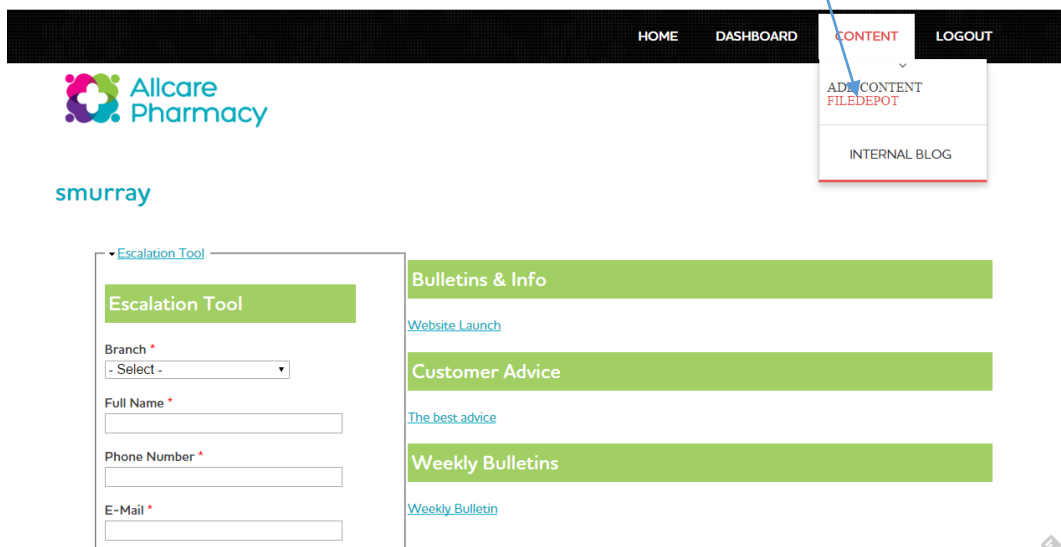 HOME DASHBOARD CONTENT LOGOUT
Allcare
Pharmacy
ADD CONTENT
FILEDEPOT
INTERNAL BLOG
smurray
Escalation Tool
Escalation Tool
Branch *
- Select -
Full Name *
Phone Number *
E-Mail *
Bulletins & Info
Website Launch
Customer Advice
The best advice
Weekly Bulletins
Weekly Bulletin